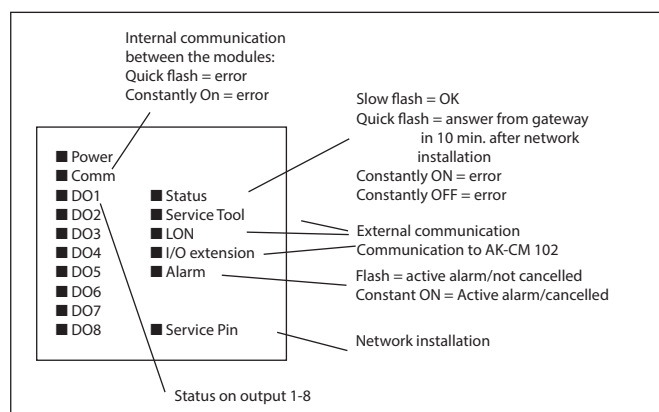 Internal communication
between the modules:
Quick flash = error
Constantly On = error
Slow flash = OK
Quick flash = answer from gateway
in 10 min. after network
installation
Constantly ON = error
Constantly OFF = error
■ Power
■ Comm
■ DO1
■ DO2
■ DO3
■ DO4
■ DO5
■ DO6
■ DO7
■ DO8
■ Status
■ Service Tool
■ LON
■ I/O extension
■ Alarm
■ Service Pin
External communication
Communication to AK-CM 102
Flash = active alarm/not cancelled
Constant ON = Active alarm/cancelled
Network installation
Status on output 1-8